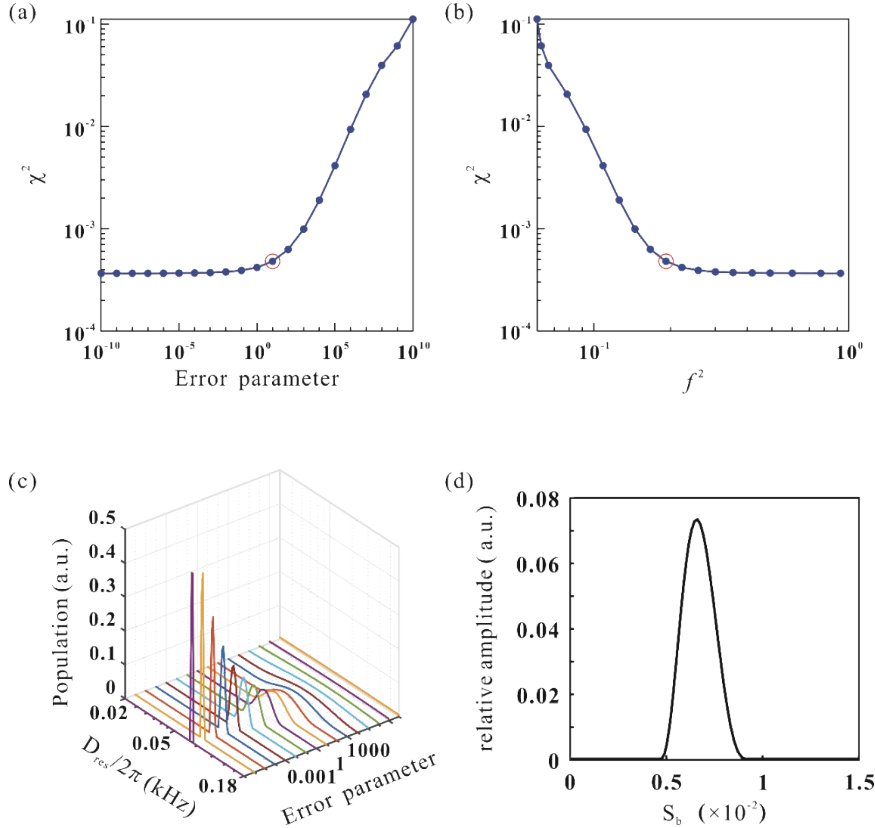 (a)
10^-1
10^-2
10^-3
10^-4
χ^2
10^-10 10^-5 10^0 10^5 10^10
Error parameter
(b)
10^-1
10^-2
10^-3
10^-4
χ^2
10^-1 10^0
f^2
(c)
0.5
0.4
0.3
0.2
0.1
0
Population (a.u.)
0.02
0.05
0.18
D_res/2π (kHz)
0.001 1 1000
Error parameter
(d)
0.08
0.06
0.04
0.02
0
relative amplitude ( a.u.)
0 0.5 1 1.5
S_b (×10^-2)